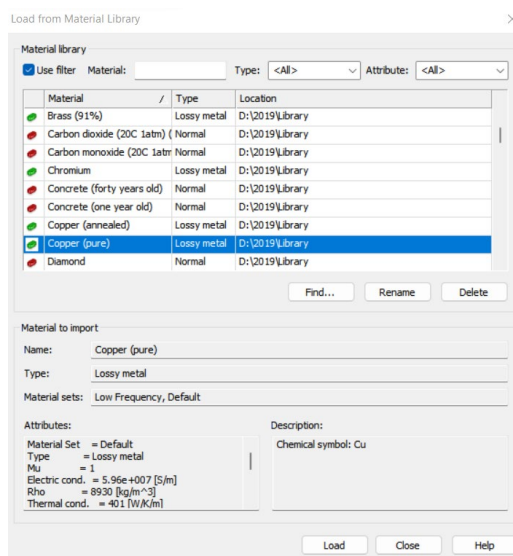 Load from Material Library
Material library
Use filter Material: Type: <All> Attribute: <All>
Material / Type Location
Brass (91%) Lossy metal D:\2019\Library
Carbon dioxide (20C 1atm) ( Normal D:\2019\Library
Carbon monoxide (20C 1atm Normal D:\2019\Library
Chromium Lossy metal D:\2019\Library
Concrete (forty years old) Normal D:\2019\Library
Concrete (one year old) Normal D:\2019\Library
Copper (annealed) Lossy metal D:\2019\Library
Copper (pure) Lossy metal D:\2019\Library
Diamond Normal D:\2019\Library
Find... Rename Delete
Material to import
Name: Copper (pure)
Type: Lossy metal
Material sets: Low Frequency, Default
Attributes: Description:
Material Set = Default Chemical symbol: Cu
Type = Lossy metal
Mu = 1
Electric cond. = 5.96e+007 [S/m]
Rho = 8930 [kg/m^3]
Thermal cond. = 401 [W/K/m]
Load Close Help